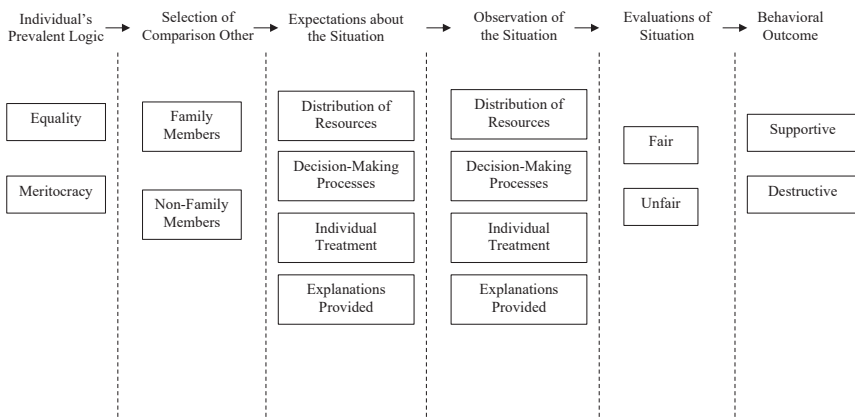 Individual's
Prevalent Logic
Selection of
Comparison Other
Expectations about
the Situation
Observation of
the Situation
Evaluations of
Situation
Behavioral
Outcome
Equality
Meritocracy
Family
Members
Non-Family
Members
Distribution of
Resources
Decision-Making
Processes
Individual
Treatment
Explanations
Provided
Distribution of
Resources
Decision-Making
Processes
Individual
Treatment
Explanations
Provided
Fair
Unfair
Supportive
Destructive